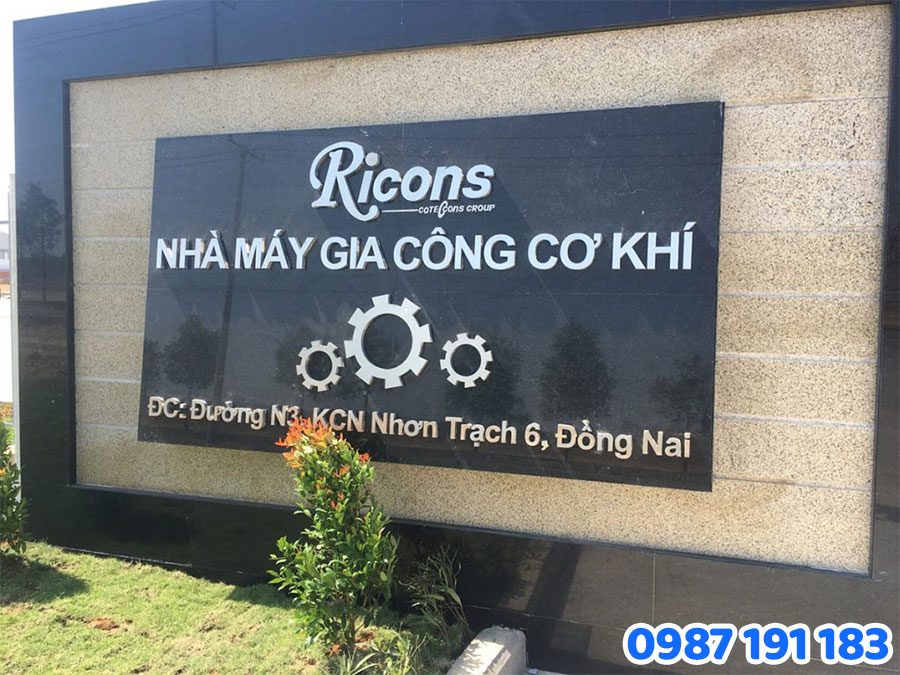 Ricons
COTECCONS GROUP
NHÀ MÁY GIA CÔNG CƠ KHÍ
ĐC: Đường N3, KCN Nhơn Trạch 6, Đồng Nai
0987 191 183